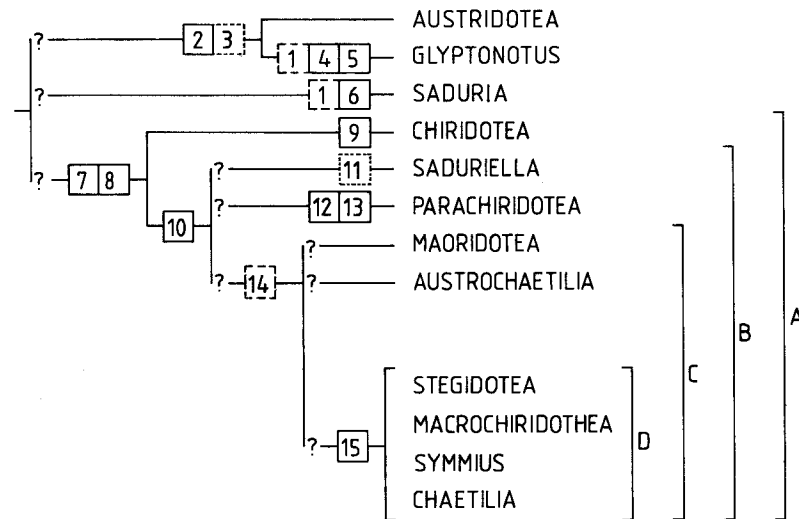 AUSTRIDOTEA
? 2 3
1 4 5 GLYPTONOTUS
? 1 6 SADURIA
9 CHIRIDOTEA
? 11 SADURIELLA
? 7 8
? 12 13 PARACHIRIDOTEA
10
? MAORIDOTEA
? 14 ? AUSTROCHAETILIA
A
B
C
STEGIDOTEA
MACROCHIRIDOTHEA
? 15 D
SYMMIUS
CHAETILIA